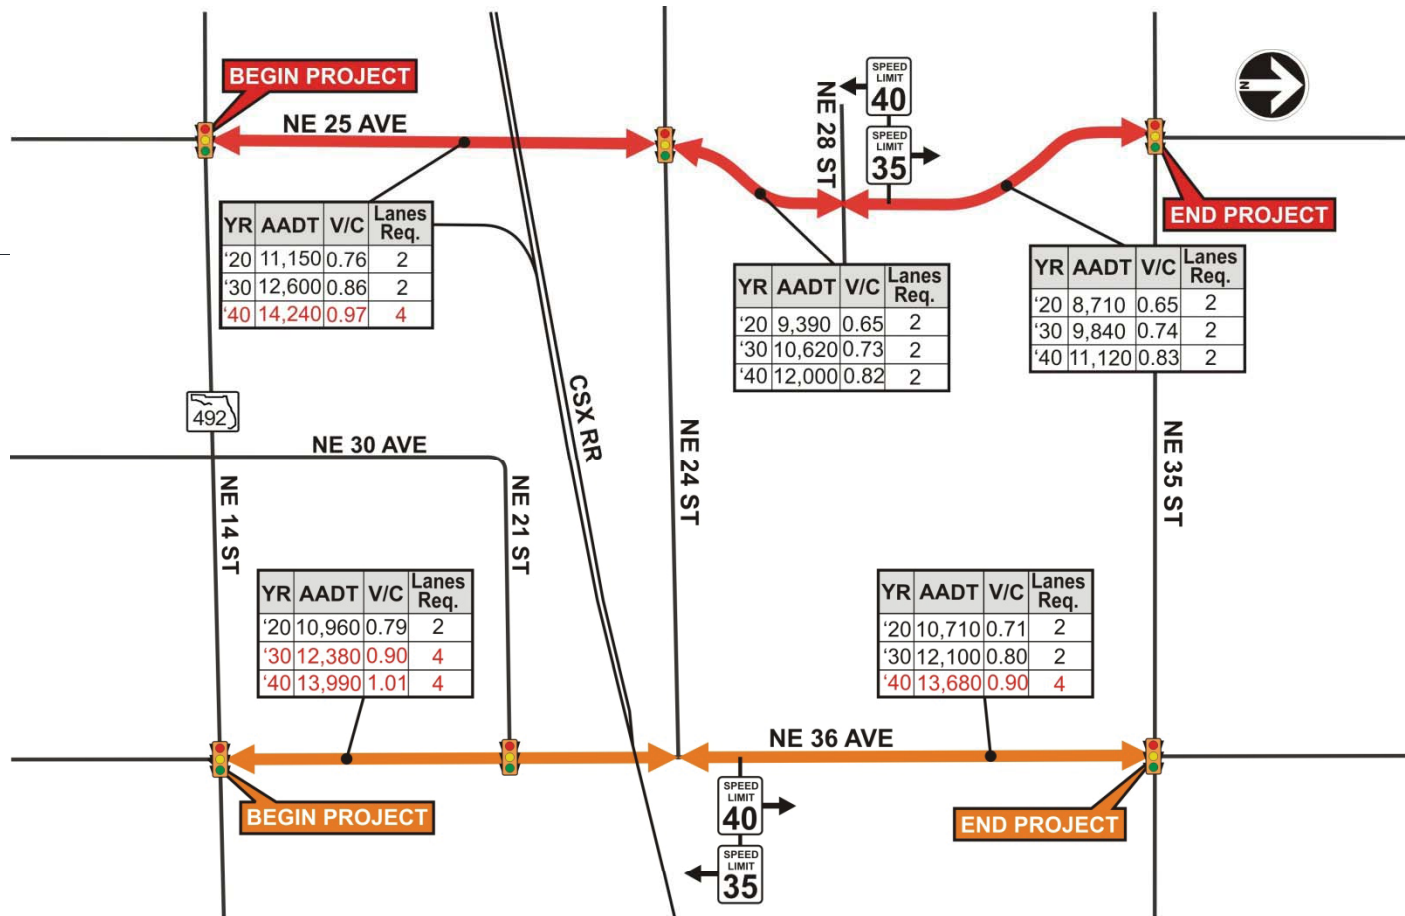 BEGIN PROJECT
NE 25 AVE
SPEED
LIMIT
40
SPEED
LIMIT
35
NE 28 ST
N
END PROJECT
YR AADT V/C Lanes Req.
‘20 11,150 0.76 2
‘30 12,600 0.86 2
‘40 14,240 0.97 4
YR AADT V/C Lanes Req.
‘20 9,390 0.65 2
‘30 10,620 0.73 2
‘40 12,000 0.82 2
YR AADT V/C Lanes Req.
‘20 8,710 0.65 2
‘30 9,840 0.74 2
‘40 11,120 0.83 2
492
CSX RR
NE 30 AVE
NE 14 ST
NE 21 ST
NE 24 ST
NE 35 ST
YR AADT V/C Lanes Req.
‘20 10,960 0.79 2
‘30 12,380 0.90 4
‘40 13,990 1.01 4
YR AADT V/C Lanes Req.
‘20 10,710 0.71 2
‘30 12,100 0.80 2
‘40 13,680 0.90 4
NE 36 AVE
BEGIN PROJECT
SPEED
LIMIT
40
SPEED
LIMIT
35
END PROJECT